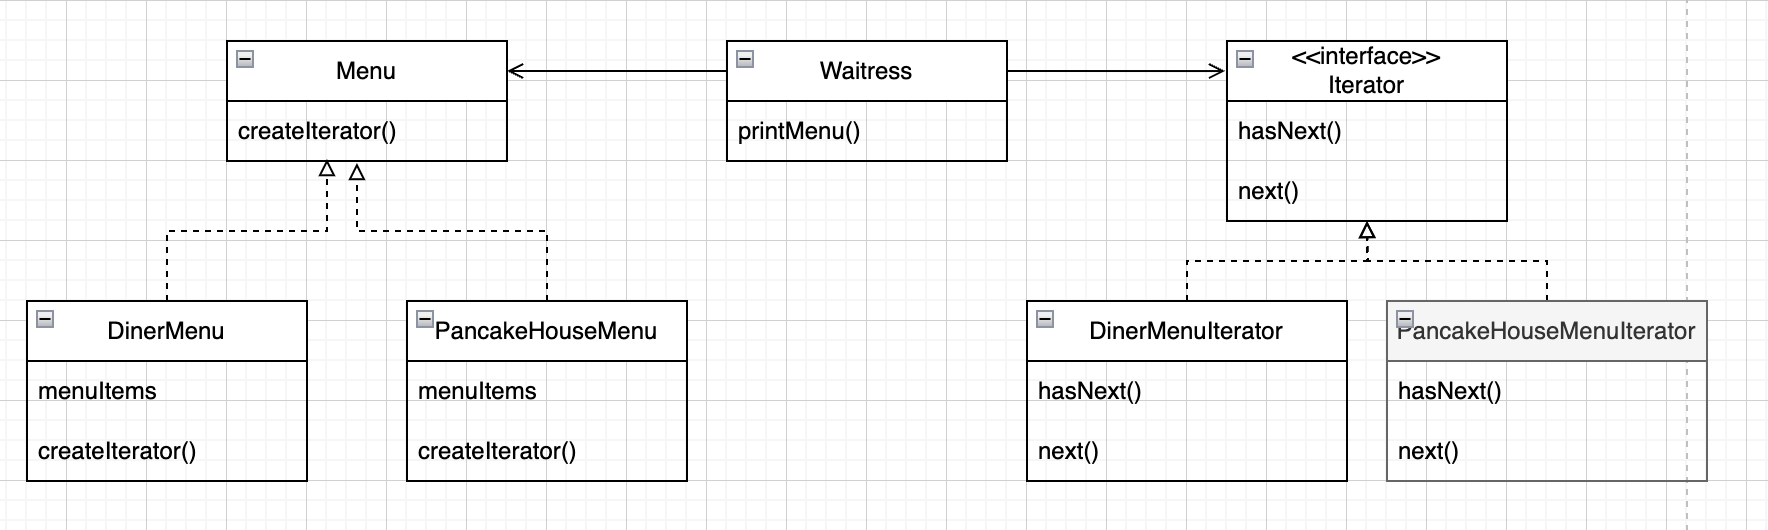 Menu
createIterator()
Waitress
printMenu()
<<interface>>
Iterator
hasNext()
next()
DinerMenu
menuItems
createIterator()
PancakeHouseMenu
menuItems
createIterator()
DinerMenuIterator
hasNext()
next()
PancakeHouseMenuIterator
hasNext()
next()